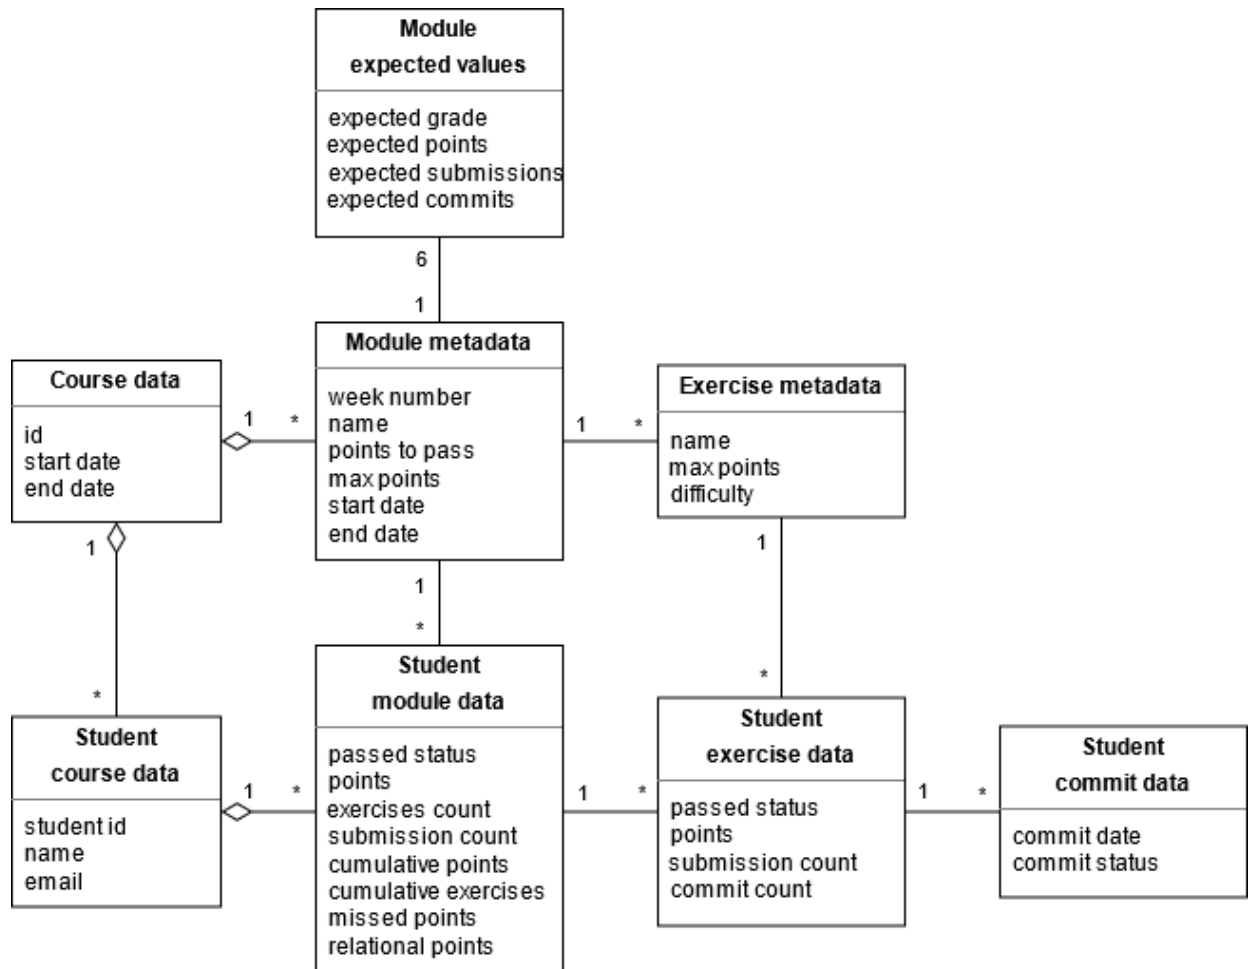 Module
expected values
expected grade
expected points
expected submissions
expected commits
6
1
Module metadata
week number
name
points to pass
max points
start date
end date
Course data
id
start date
end date
1
*
Exercise metadata
name
max points
difficulty
1
*
1
*
1
*
1
*
Student
course data
student id
name
email
1
*
Student
module data
passed status
points
exercises count
submission count
cumulative points
cumulative exercises
missed points
relational points
1
*
Student
exercise data
passed status
points
submission count
commit count
1
*
Student
commit data
commit date
commit status